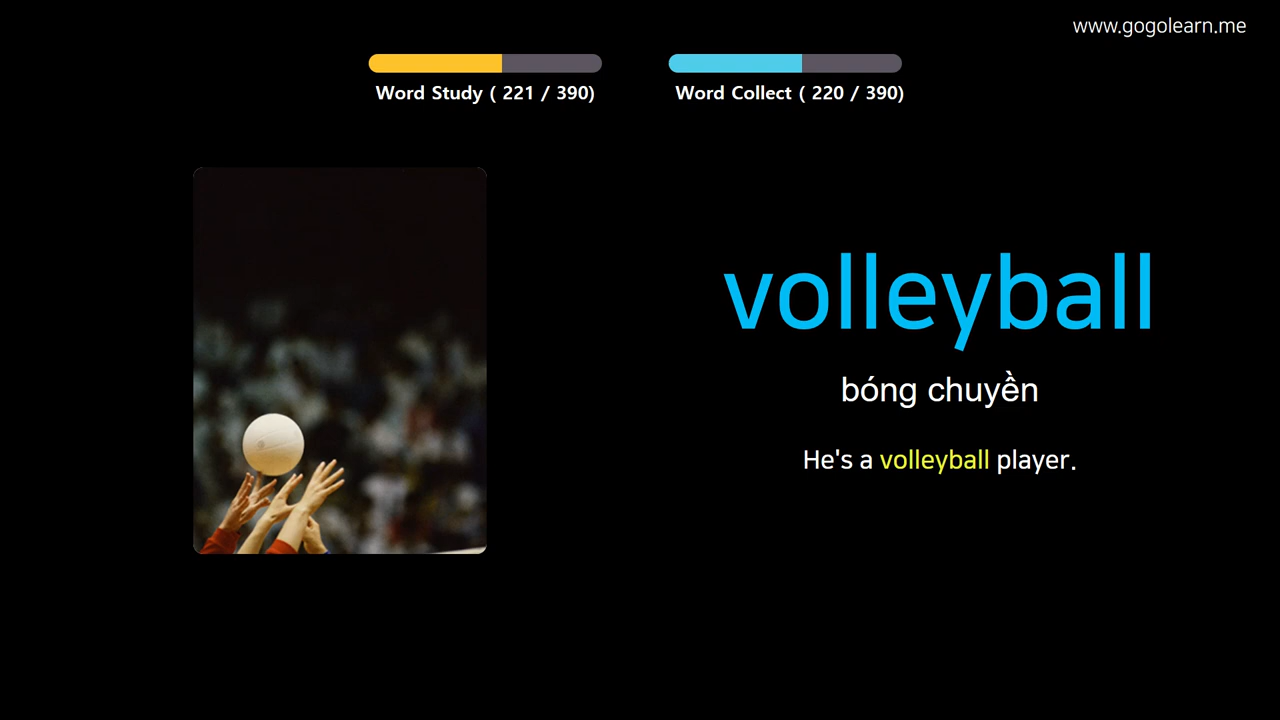 www.gogolearn.me
Word Study ( 221 / 390)
Word Collect ( 220 / 390)
volleyball
bóng chuyền
He's a volleyball player.